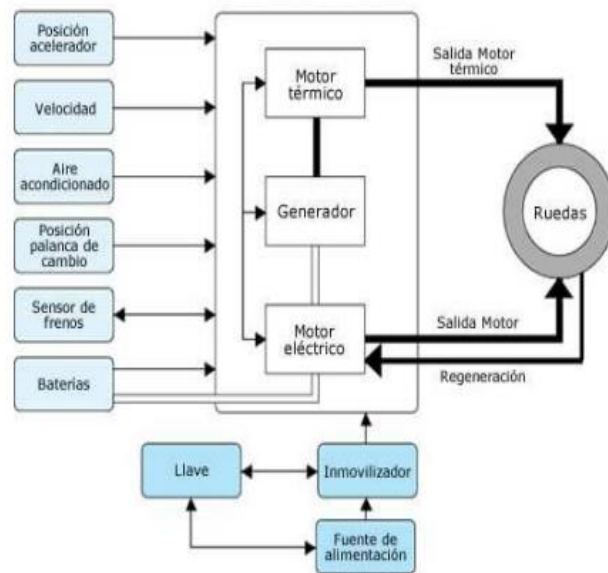 Posición
acelerador
Velocidad
Aire
acondicionado
Posición
palanca de
cambio
Sensor de
frenos
Baterías
Motor
térmico
Generador
Motor
eléctrico
Salida Motor
térmico
Ruedas
Salida Motor
Regeneración
Llave
Inmovilizador
Fuente de
alimentación